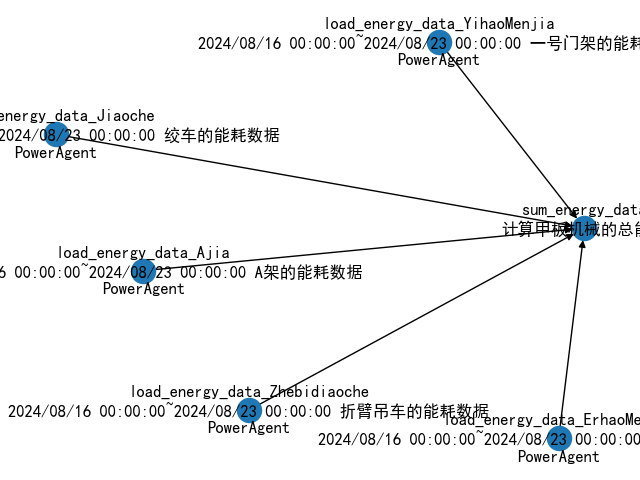 load_energy_data_YihaoMenjia
2024/08/16 00:00:00~2024/08/23 00:00:00 一号门架的能耗
PowerAgent
energy_data_Jiaoche
2024/08/23 00:00:00 绞车的能耗数据
PowerAgent
sum_energy_data
计算甲板机械的总能
load_energy_data_Ajia
6 00:00:00~2024/08/23 00:00:00 A架的能耗数据
PowerAgent
load_energy_data_Zhebidiaoche
2024/08/16 00:00:00~2024/08/23 00:00:00 折臂吊车的能耗数据
PowerAgent
load_energy_data_ErhaoMe
2024/08/16 00:00:00~2024/08/23 00:00:00
PowerAgent